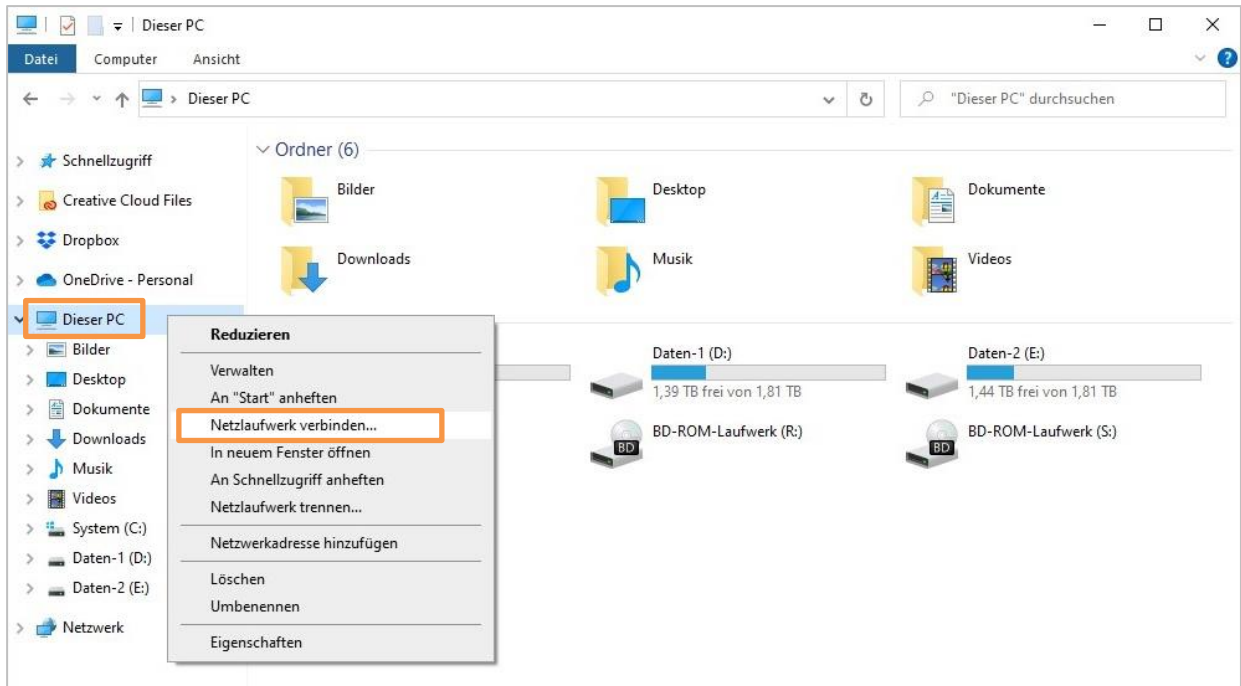 Dieser PC
Datei Computer Ansicht
Dieser PC
"Dieser PC" durchsuchen
Schnellzugriff
Creative Cloud Files
Dropbox
OneDrive - Personal
Dieser PC
Bilder
Desktop
Dokumente
Downloads
Musik
Videos
System (C:)
Daten-1 (D:)
Daten-2 (E:)
Netzwerk
Ordner (6)
Bilder
Desktop
Dokumente
Downloads
Musik
Videos
Daten-1 (D:)
1,39 TB frei von 1,81 TB
Daten-2 (E:)
1,44 TB frei von 1,81 TB
BD-ROM-Laufwerk (R:)
BD
BD-ROM-Laufwerk (S:)
BD
Reduzieren
Verwalten
An "Start" anheften
Netzlaufwerk verbinden...
In neuem Fenster öffnen
An Schnellzugriff anheften
Netzlaufwerk trennen...
Netzwerkadresse hinzufügen
Löschen
Umbenennen
Eigenschaften